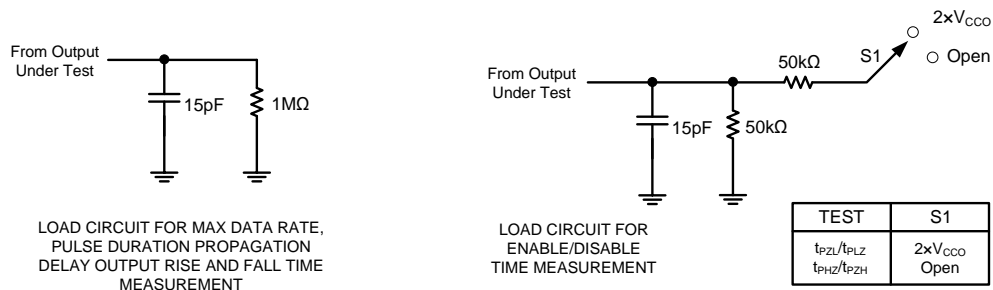 From Output
Under Test
15pF
1MΩ
LOAD CIRCUIT FOR MAX DATA RATE,
PULSE DURATION PROPAGATION
DELAY OUTPUT RISE AND FALL TIME
MEASUREMENT
2×VCCO
S1
Open
50kΩ
From Output
Under Test
15pF
50kΩ
LOAD CIRCUIT FOR
ENABLE/DISABLE
TIME MEASUREMENT
TEST S1
tPZL/tPLZ 2×VCCO
tPHZ/tPZH Open